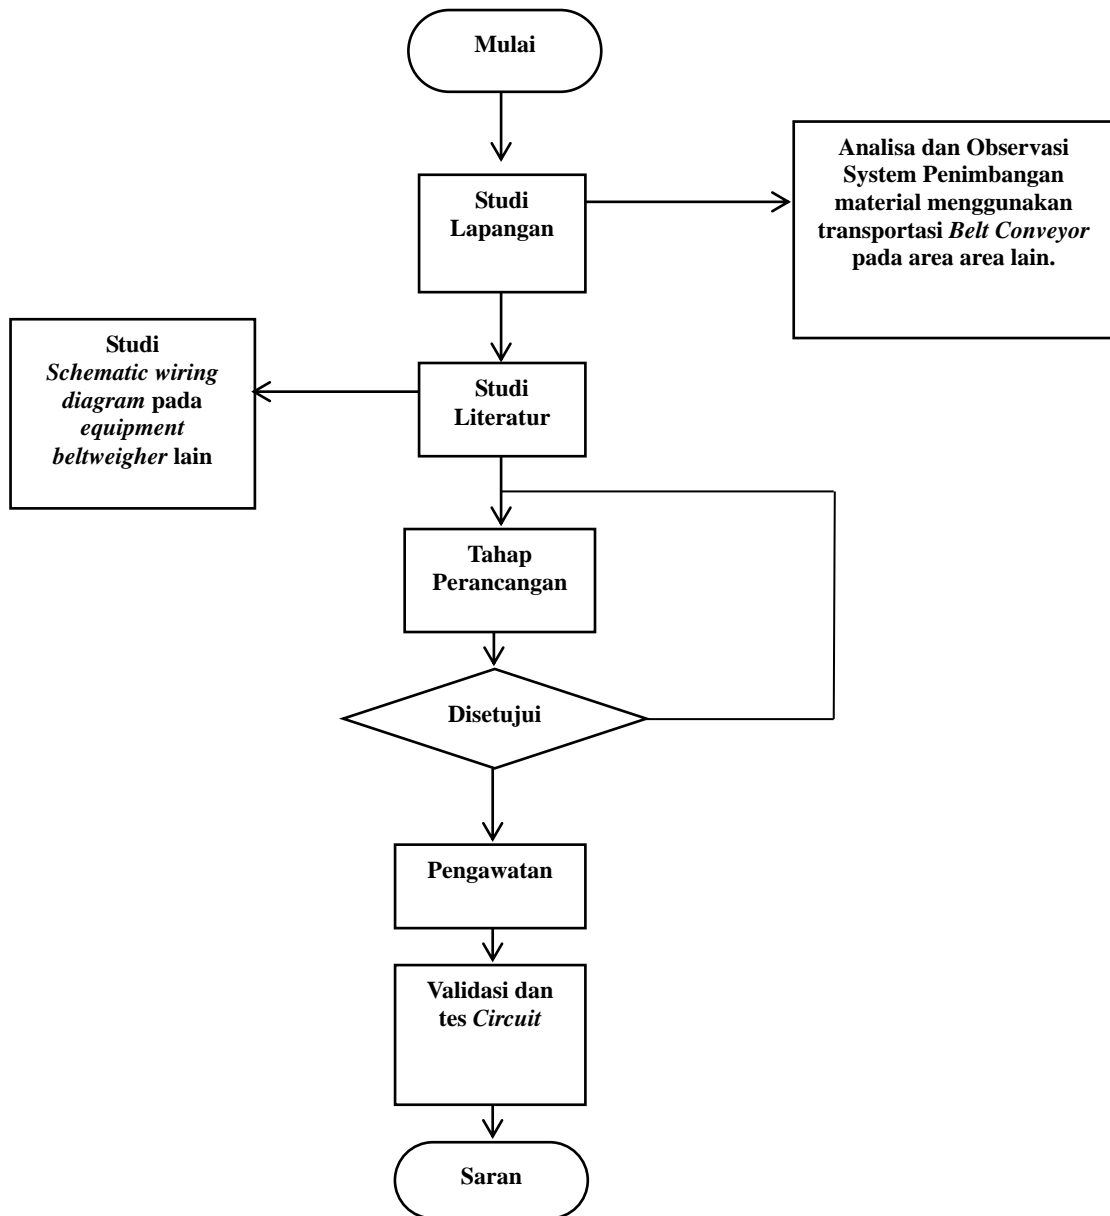 Mulai
Studi
Lapangan
Analisa dan Observasi
System Penimbangan
material menggunakan
transportasi Belt Conveyor
pada area area lain.
Studi
Literatur
Studi
Schematic wiring
diagram pada
equipment
beltweigher lain
Tahap
Perancangan
Disetujui
Pengawatan
Validasi dan
tes Circuit
Saran